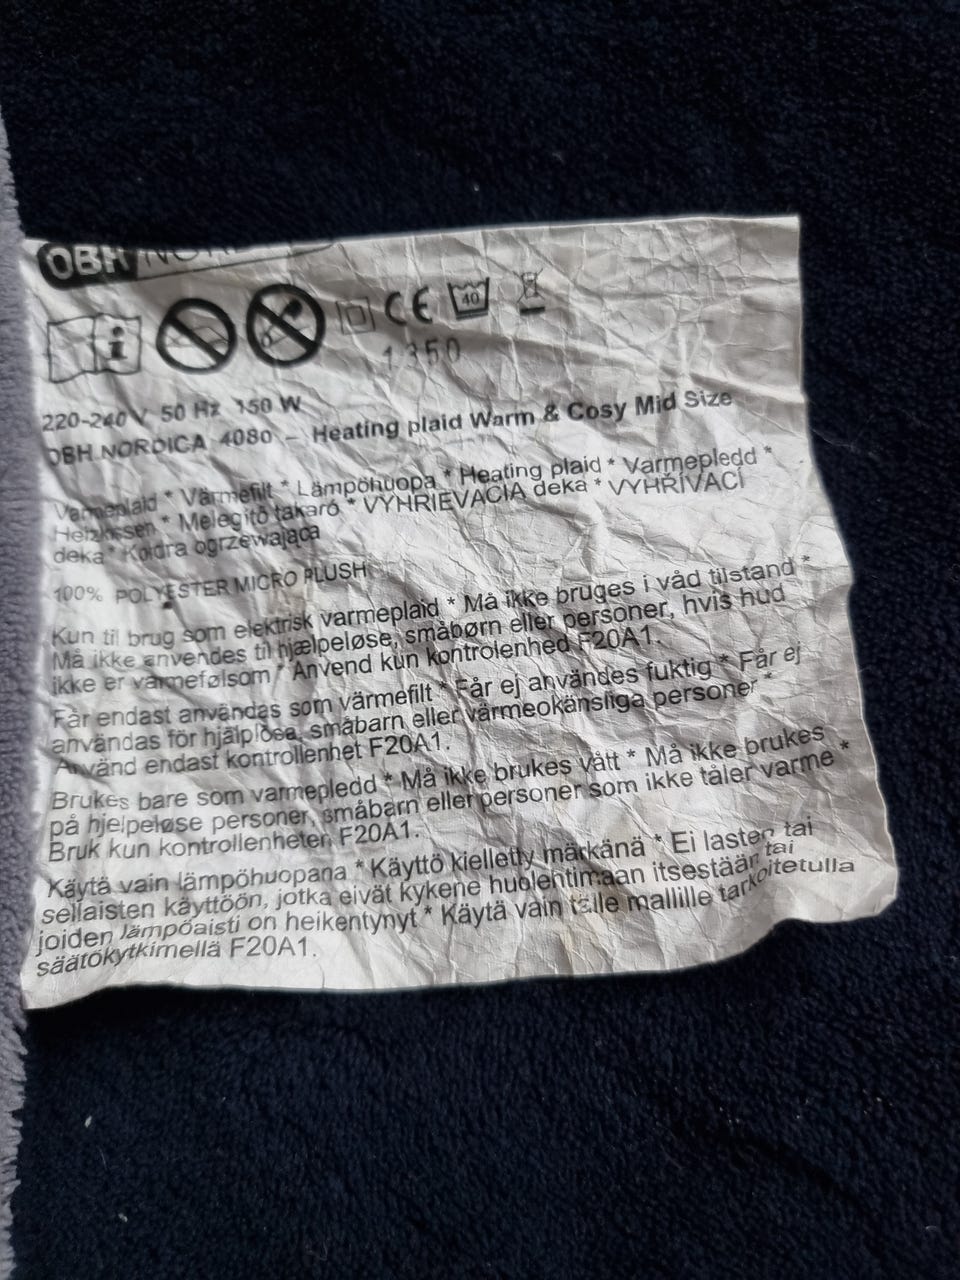 OBH NORDICA
i
CE 40
1350
220-240 V 50 Hz 150 W
OBH NORDICA 4080 – Heating plaid Warm & Cosy Mid Size
Varmeplaid * Värmefilt * Lämpöhuopa * Heating plaid * Varmepledd *
Heizkissen * Melegitö takaró * VYHRIEVACIA deka * VYHŘÍVACÍ
deka * Kołdra ogrzewająca
100% POLYESTER MICRO PLUSH
Kun til brug som elektrisk varmeplaid * Må ikke bruges i våd tilstand *
Må ikke anvendes til hjælpeløse, småbørn eller personer, hvis hud
ikke er varmefølsom * Anvend kun kontrolenhed F20A1.
Får endast användas som värmefilt * Får ej användes fuktig * Får ej
användas för hjälplösa, småbarn eller värmeokänsliga personer *
Använd endast kontrollenhet F20A1.
Brukes bare som varmepledd * Må ikke brukes vått * Må ikke brukes
på hjelpeløse personer, småbarn eller personer som ikke tåler varme *
Bruk kun kontrollenheten F20A1.
Käytä vain lämpöhuopana * Käyttö kielletty märkänä * Ei lasten tai
sellaisten käyttöön, jotka eivät kykene huolehtimaan itsestään tai
joiden lämpöaisti on heikentynyt * Käytä vain tälle mallille tarkoitetulla
säätökytkimellä F20A1.